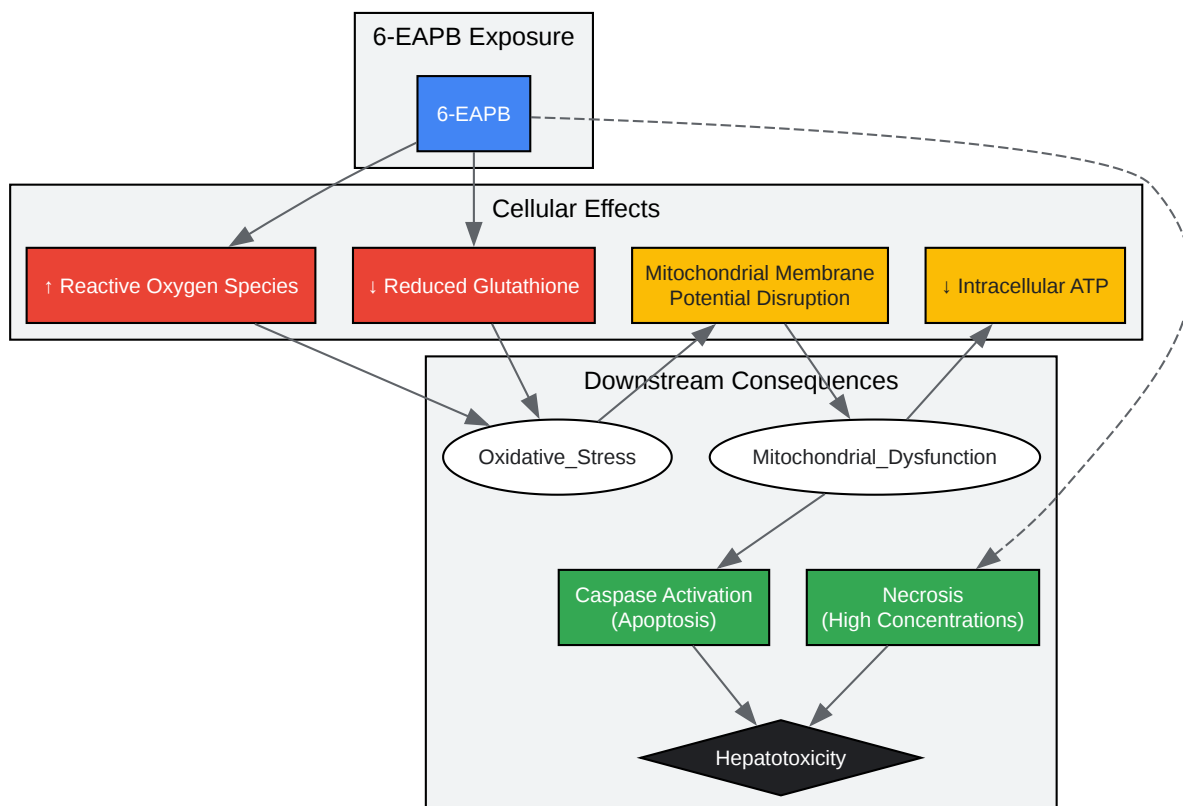 6-EAPB Exposure
6-EAPB
Cellular Effects
↑ Reactive Oxygen Species
↓ Reduced Glutathione
Mitochondrial Membrane
Potential Disruption
↓ Intracellular ATP
Downstream Consequences
Oxidative_Stress
Mitochondrial_Dysfunction
Caspase Activation
(Apoptosis)
Necrosis
(High Concentrations)
Hepatotoxicity